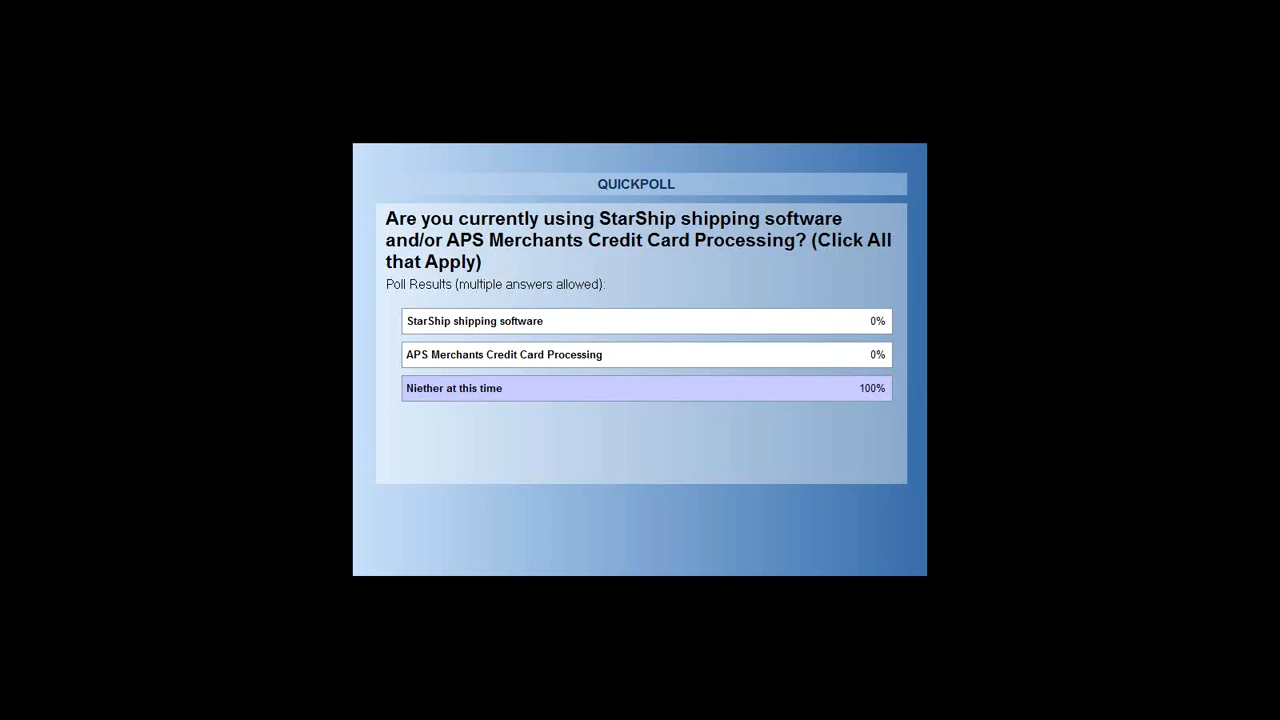 QUICKPOLL
Are you currently using StarShip shipping software
and/or APS Merchants Credit Card Processing? (Click All
that Apply)
Poll Results (multiple answers allowed):
StarShip shipping software 0%
APS Merchants Credit Card Processing 0%
Niether at this time 100%